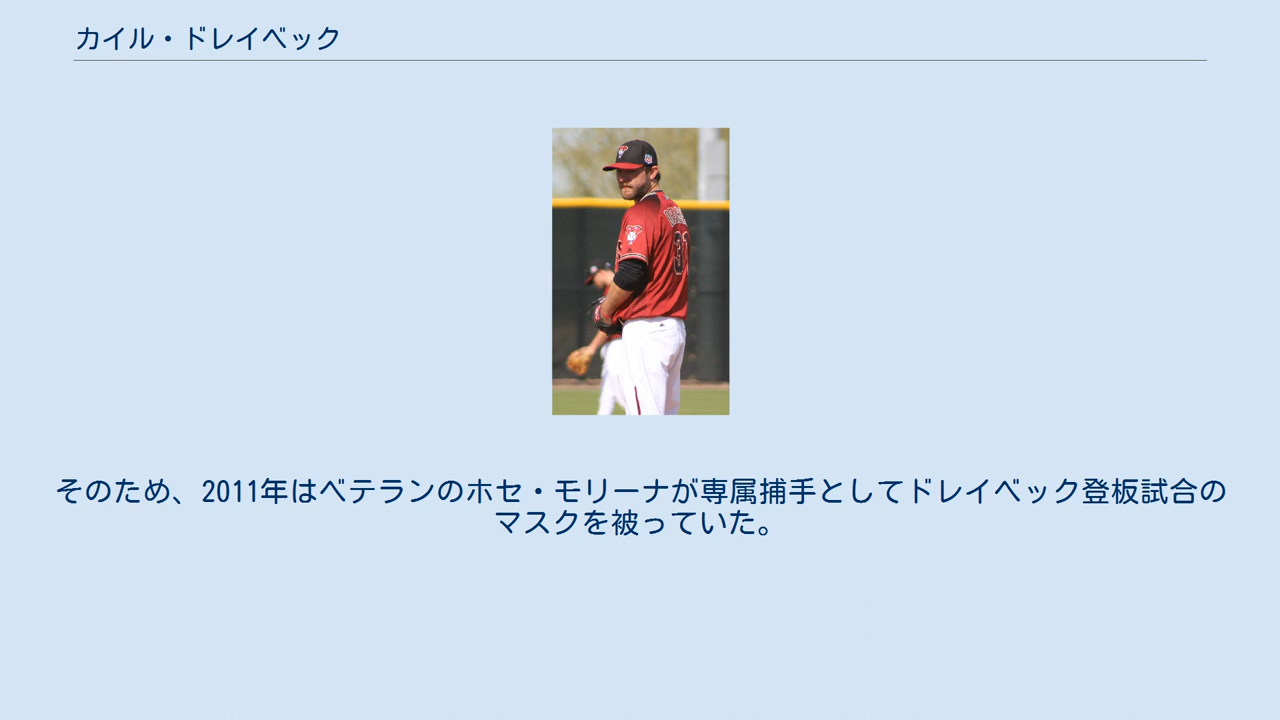 カイル・ドレイベック
そのため、2011年はベテランのホセ・モリーナが専属捕手としてドレイベック登板試合の
マスクを被っていた。